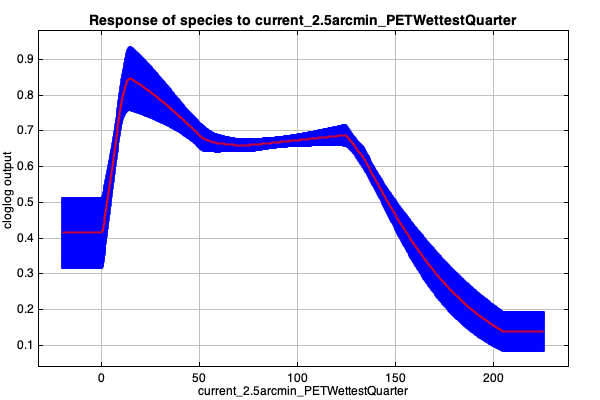 Response of species to current_2.5arcmin_PETWettestQuarter
0.9
0.8
0.7
0.6
0.5
0.4
0.3
0.2
0.1
cloglog output
0 50 100 150 200
current_2.5arcmin_PETWettestQuarter